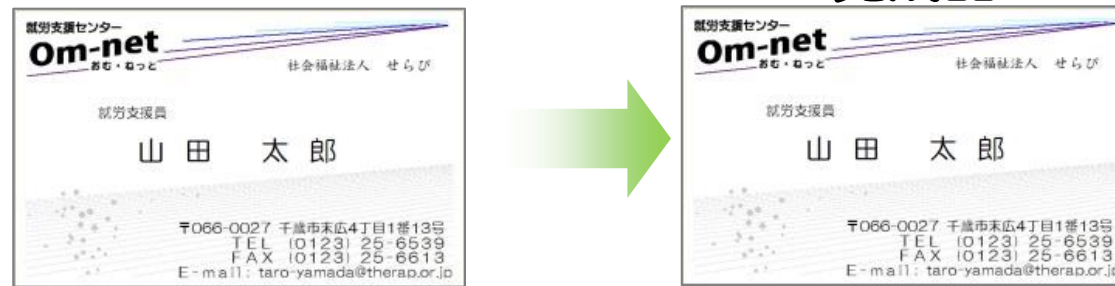 就労支援センター
Om-net
おむ・ねっと
社会福祉法人 せらぴ
就労支援員
山田 太郎
〒066-0027 千歳市末広4丁目1番13号
TEL (0123) 25-6539
FAX (0123) 25-6613
E-mail: taro-yamada@therap.or.jp
就労支援センター
Om-net
おむ・ねっと
社会福祉法人 せらぴ
就労支援員
山田 太郎
〒066-0027 千歳市末広4丁目1番13号
TEL (0123) 25-6539
FAX (0123) 25-6613
E-mail: taro-yamada@therap.or.jp